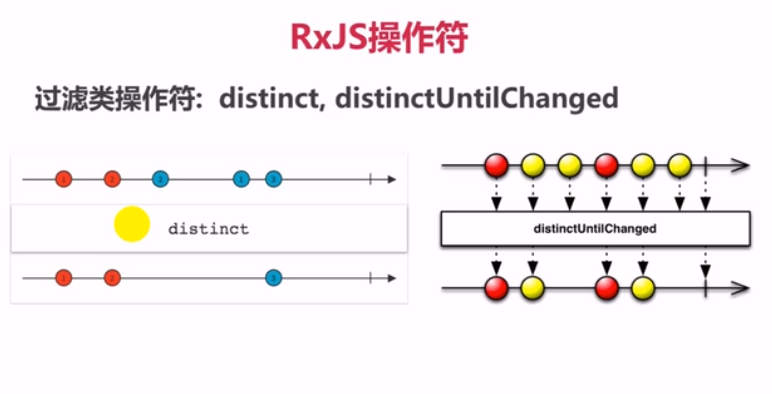 RxJS操作符
过滤类操作符: distinct, distinctUntilChanged
1 2 2 1 3
distinct
1 2 3
distinctUntilChanged